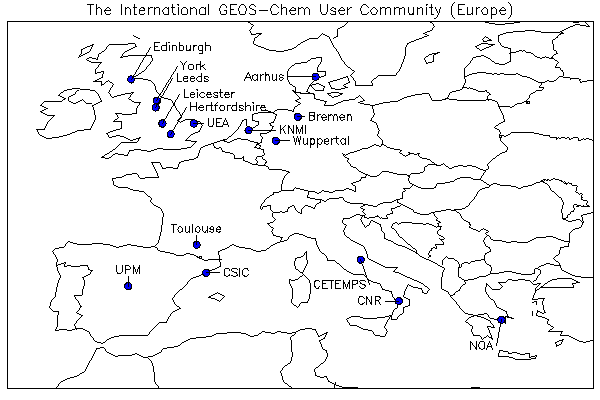 The International GEOS-Chem User Community (Europe)
Edinburgh
York
Leeds
Aarhus
Leicester
Hertfordshire
Bremen
UEA
KNMI
Wuppertal
Toulouse
UPM
CSIC
CETEMPS
CNR
NOA